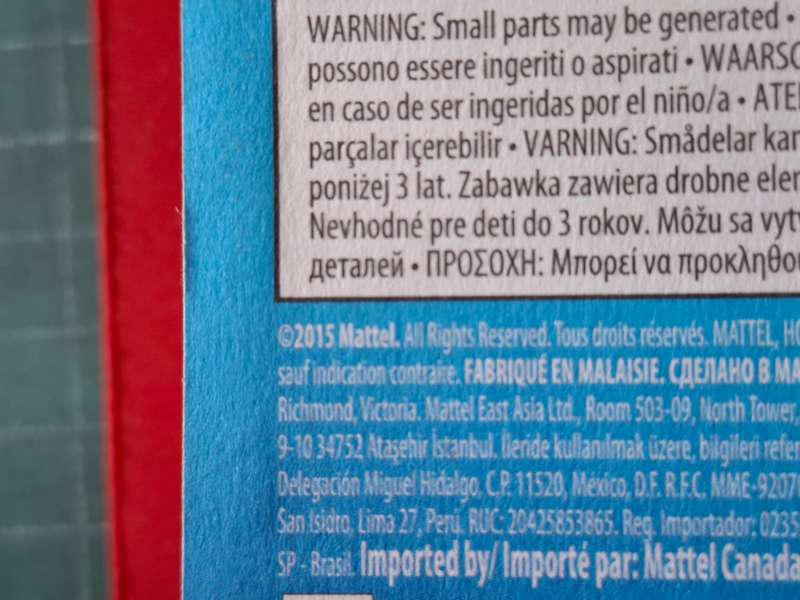 WARNING: Small parts may be generated •
possono essere ingeriti o aspirati • WAARSC
en caso de ser ingeridas por el niño/a • ATE
parçalar içerebilir • VARNING: Smådelar kan
poniżej 3 lat. Zabawka zawiera drobne elem
Nevhodné pre deti do 3 rokov. Môžu sa vytv
деталей • ΠΡΟΣΟΧΗ: Μπορεί να προκληθού
©2015 Mattel. All Rights Reserved. Tous droits réservés. MATTEL, HO
sauf indication contraire. FABRIQUÉ EN MALAISIE. СДЕЛАНО В МА
Richmond, Victoria. Mattel East Asia Ltd., Room 503-09, North Tower,
9-10 34752 Ataşehir İstanbul. İleride kullanılmak üzere, bilgileri refer
Delegación Miguel Hidalgo, C.P. 11520, México, D.F. R.F.C. MME-92070
San Isidro, Lima 27, Perú. RUC: 20425853865. Reg. Importador: 0235
SP - Brasil. Imported by/ Importé par: Mattel Canada